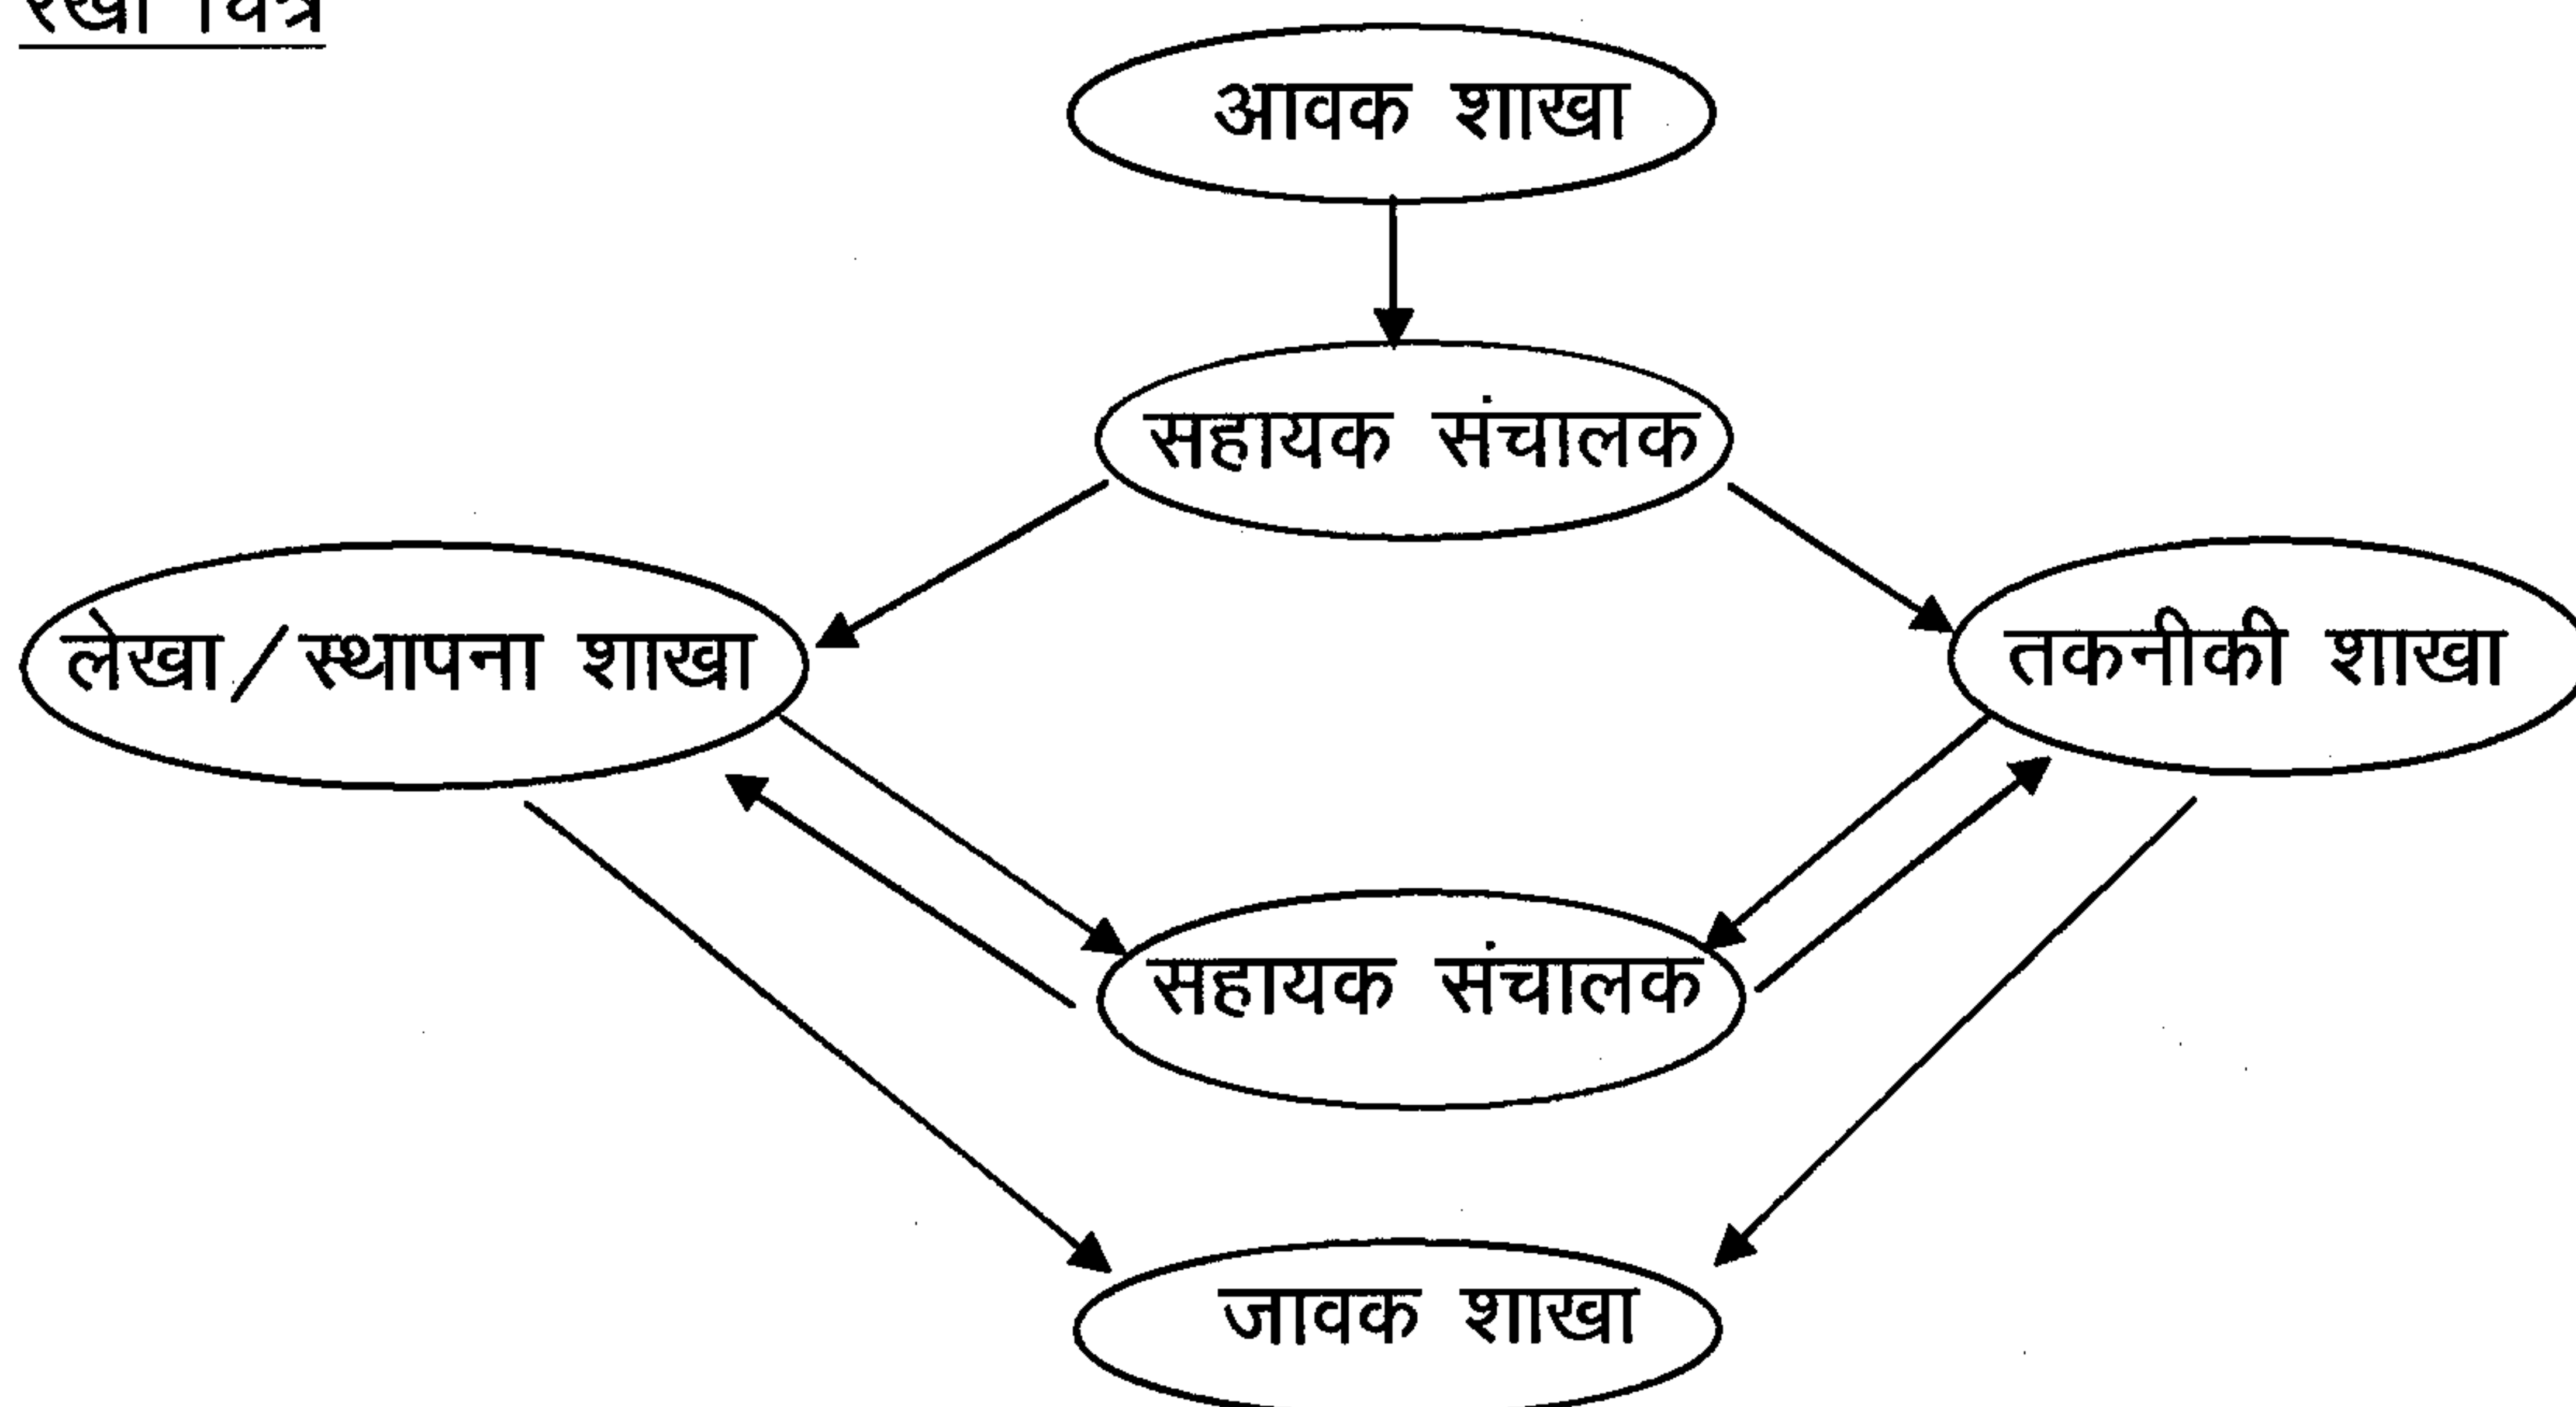 रेखा चित्र
आवक शाखा
सहायक संचालक
लेखा/स्थापना शाखा
तकनीकी शाखा
सहायक संचालक
जावक शाखा